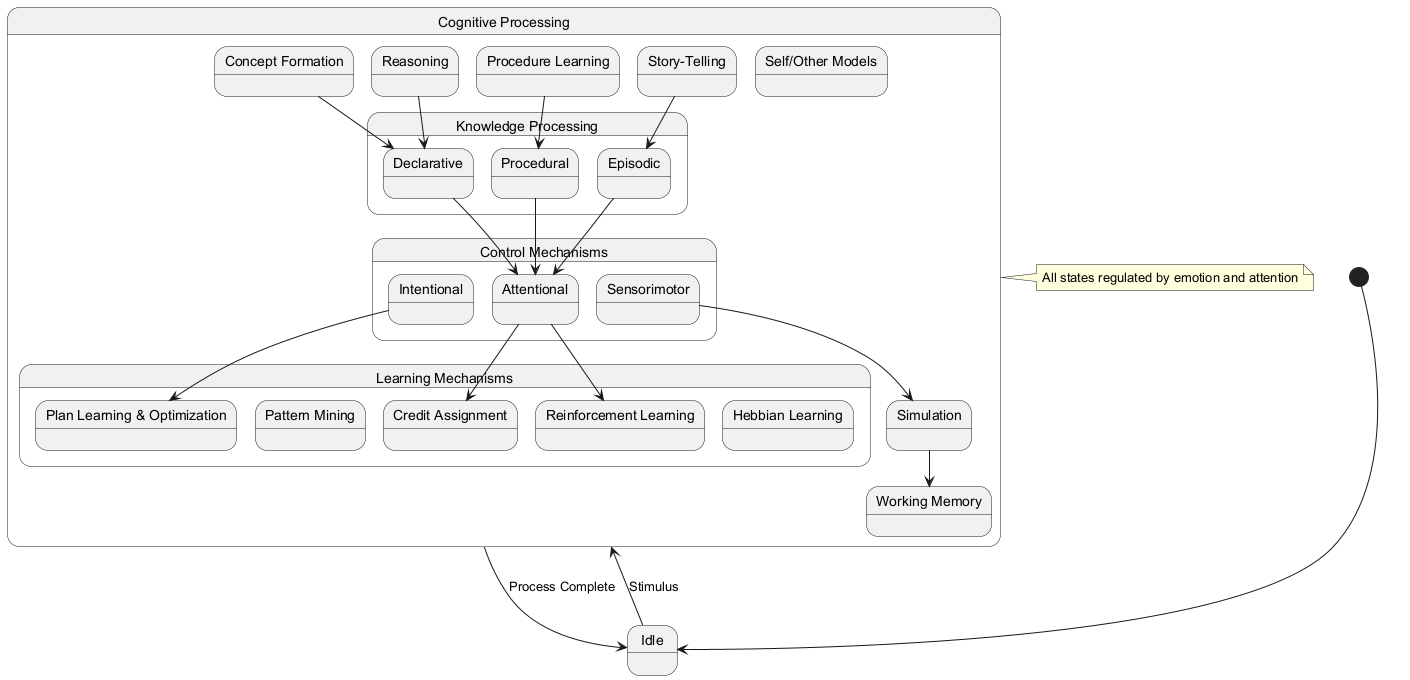 Cognitive Processing
Concept Formation
Reasoning
Procedure Learning
Story-Telling
Self/Other Models
Knowledge Processing
Declarative
Procedural
Episodic
Control Mechanisms
Intentional
Attentional
Sensorimotor
All states regulated by emotion and attention
Learning Mechanisms
Plan Learning & Optimization
Pattern Mining
Credit Assignment
Reinforcement Learning
Hebbian Learning
Simulation
Working Memory
Process Complete
Stimulus
Idle